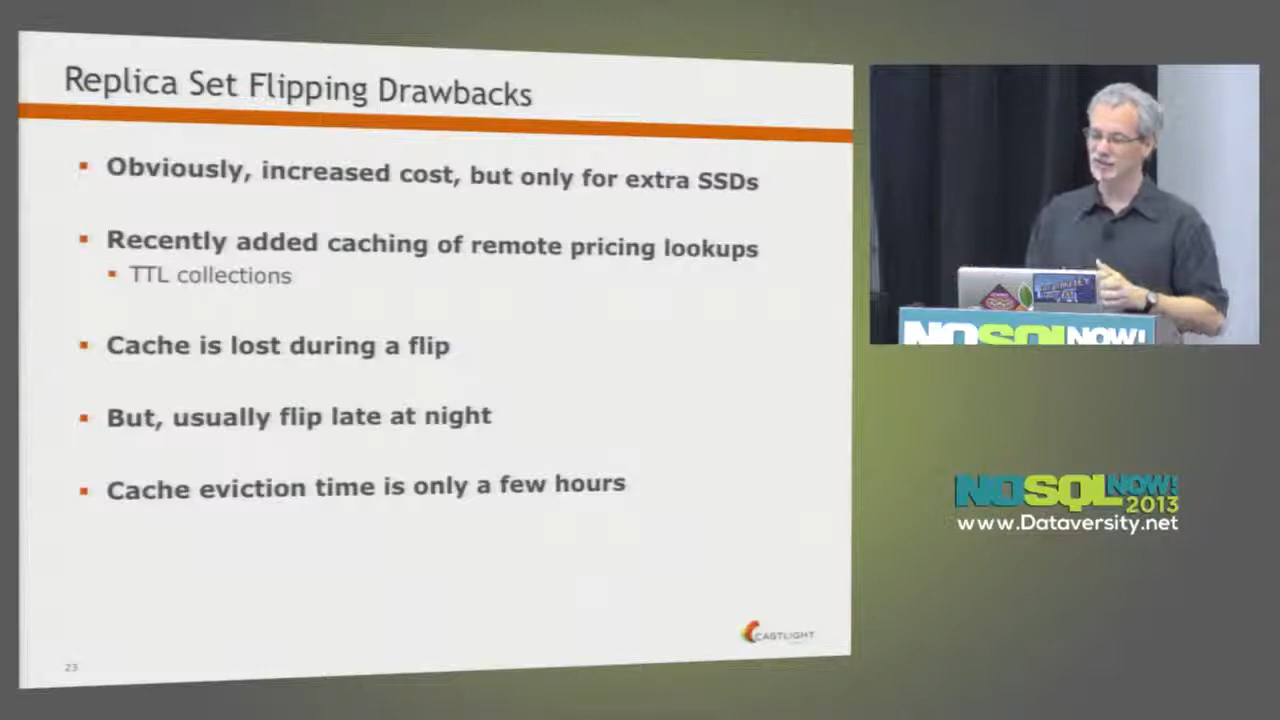 Replica Set Flipping Drawbacks
Obviously, increased cost, but only for extra SSDs
Recently added caching of remote pricing lookups
TTL collections
Cache is lost during a flip
But, usually flip late at night
Cache eviction time is only a few hours
CASTLIGHT
23
NOSQL NOW!
NOSQL NOW!
2013
www.Dataversity.net